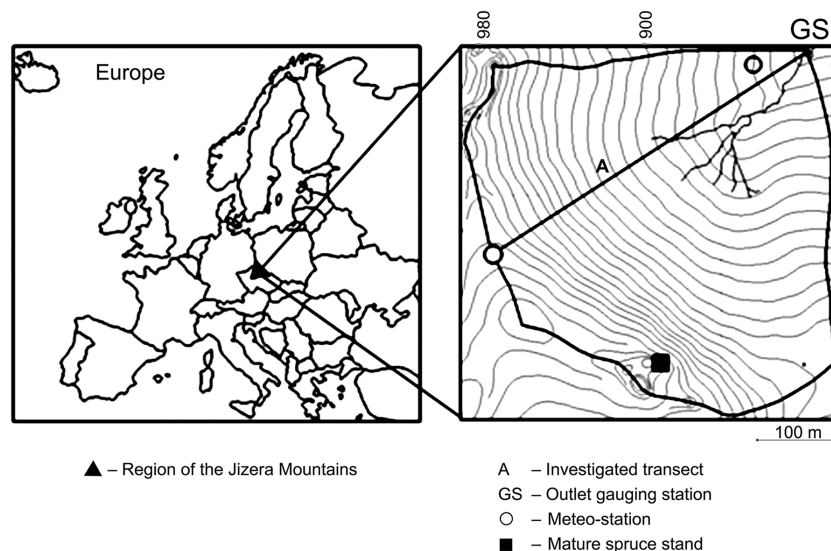 Europe
980
900
GS
A
100 m
▲ – Region of the Jizera Mountains
A – Investigated transect
GS – Outlet gauging station
○ – Meteo-station
■ – Mature spruce stand